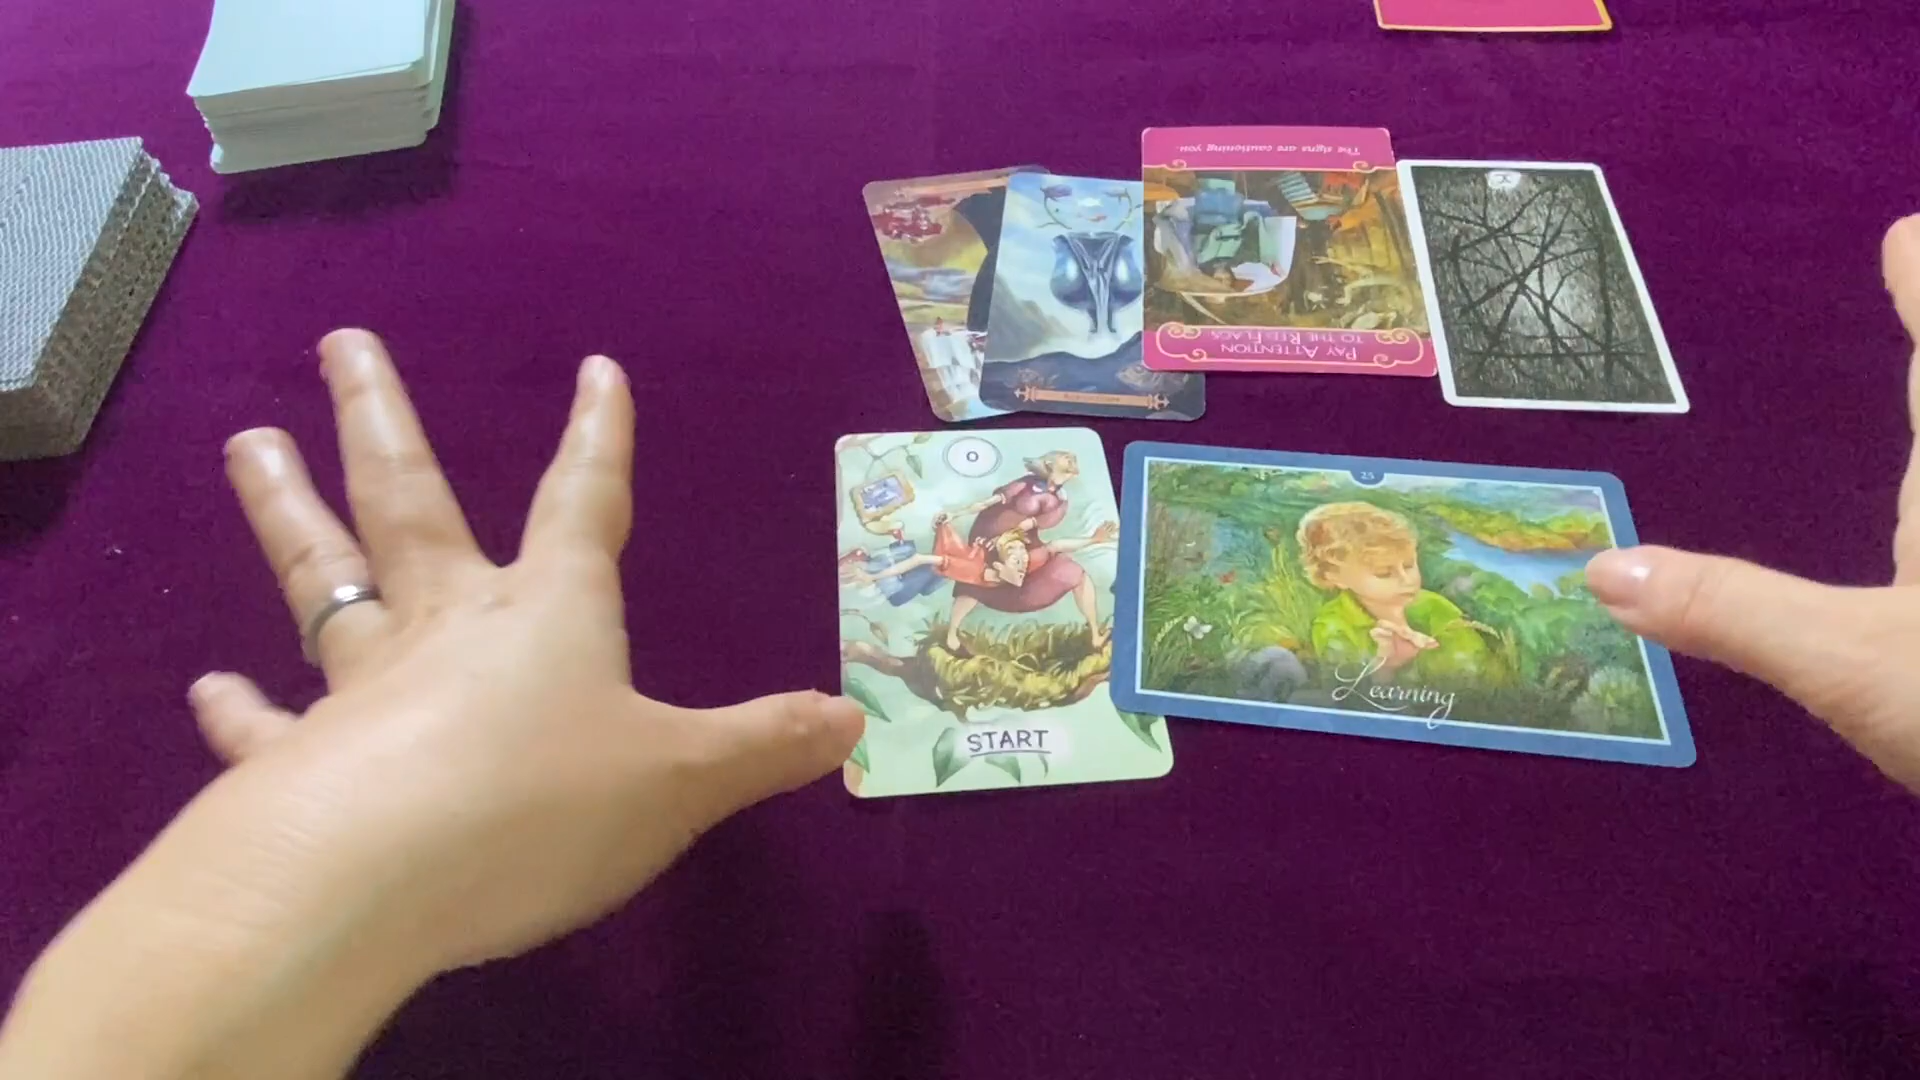 The signs are cautioning you.
PAY ATTENTION
TO THE RED FLAGS
0
START
25
Learning